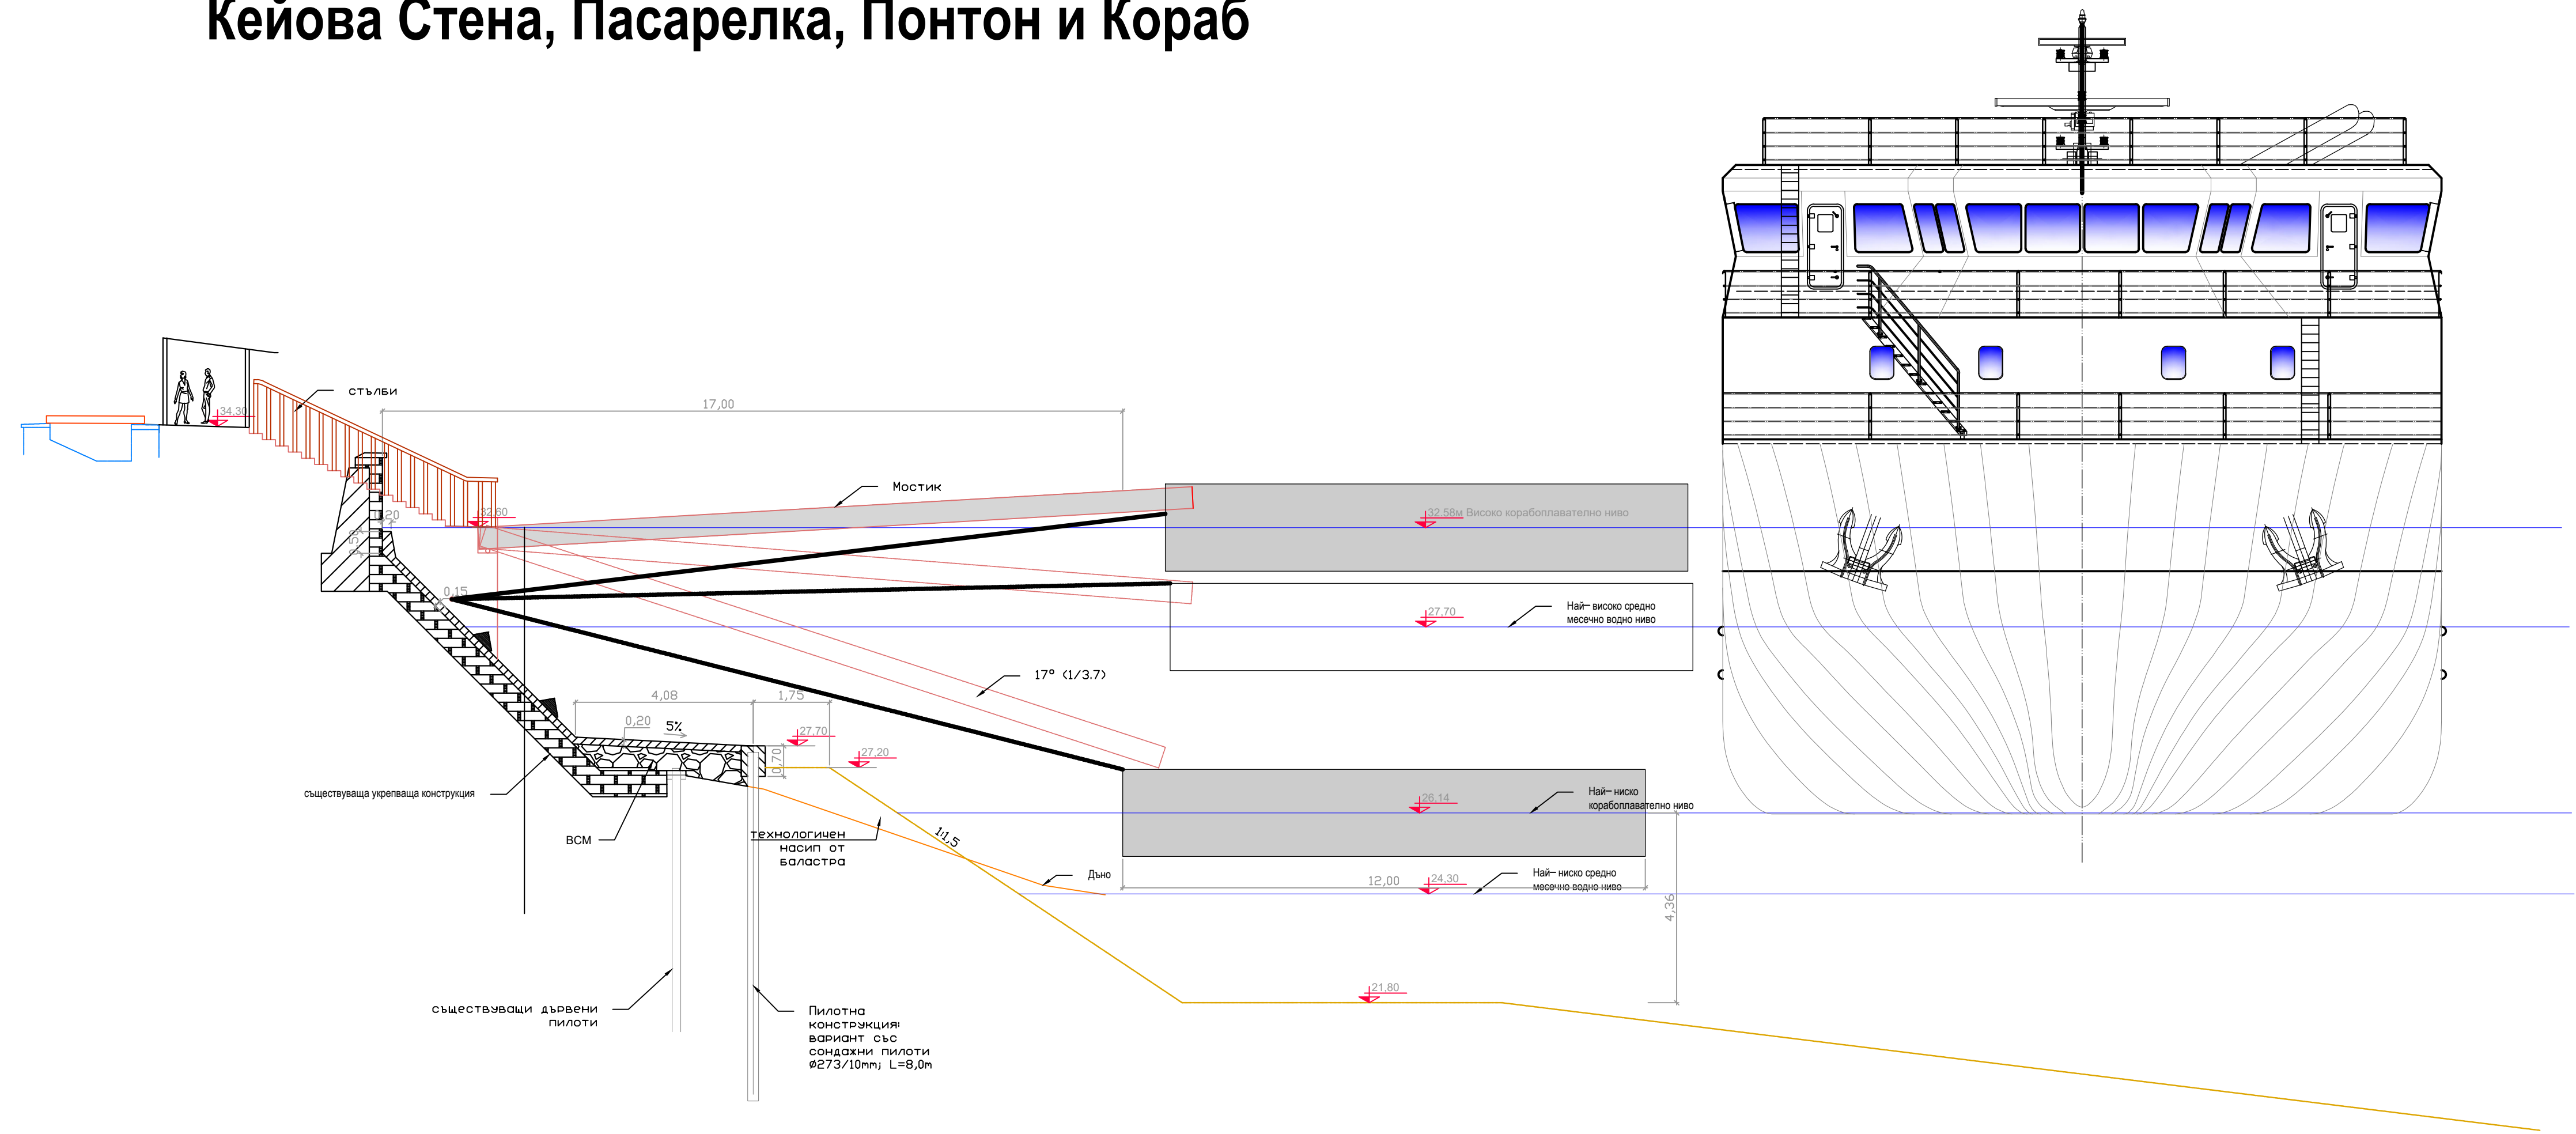 Кейова Стена, Пасарелка, Понтон и Кораб
стълби
34,30
17,00
Мостик
0,20
32,60
32.58м Високо корабоплавателно ниво
0,50
0,15
27,70
Най– високо средно
месечно водно ниво
17° (1/3.7)
4,08
1,75
0,20
5%
27,70
27,20
0,70
съществуваща укрепваща конструкция
26.14
Най– ниско
корабоплавателно ниво
ВСМ
технологичен
насип от
баластра
1:1,5
Дъно
12,00
24,30
Най– ниско средно
месечно водно ниво
4,36
21,80
съществуващи дървени
пилоти
Пилотна
конструкция:
вариант със
сондажни пилоти
Ø273/10mm; L=8,0m